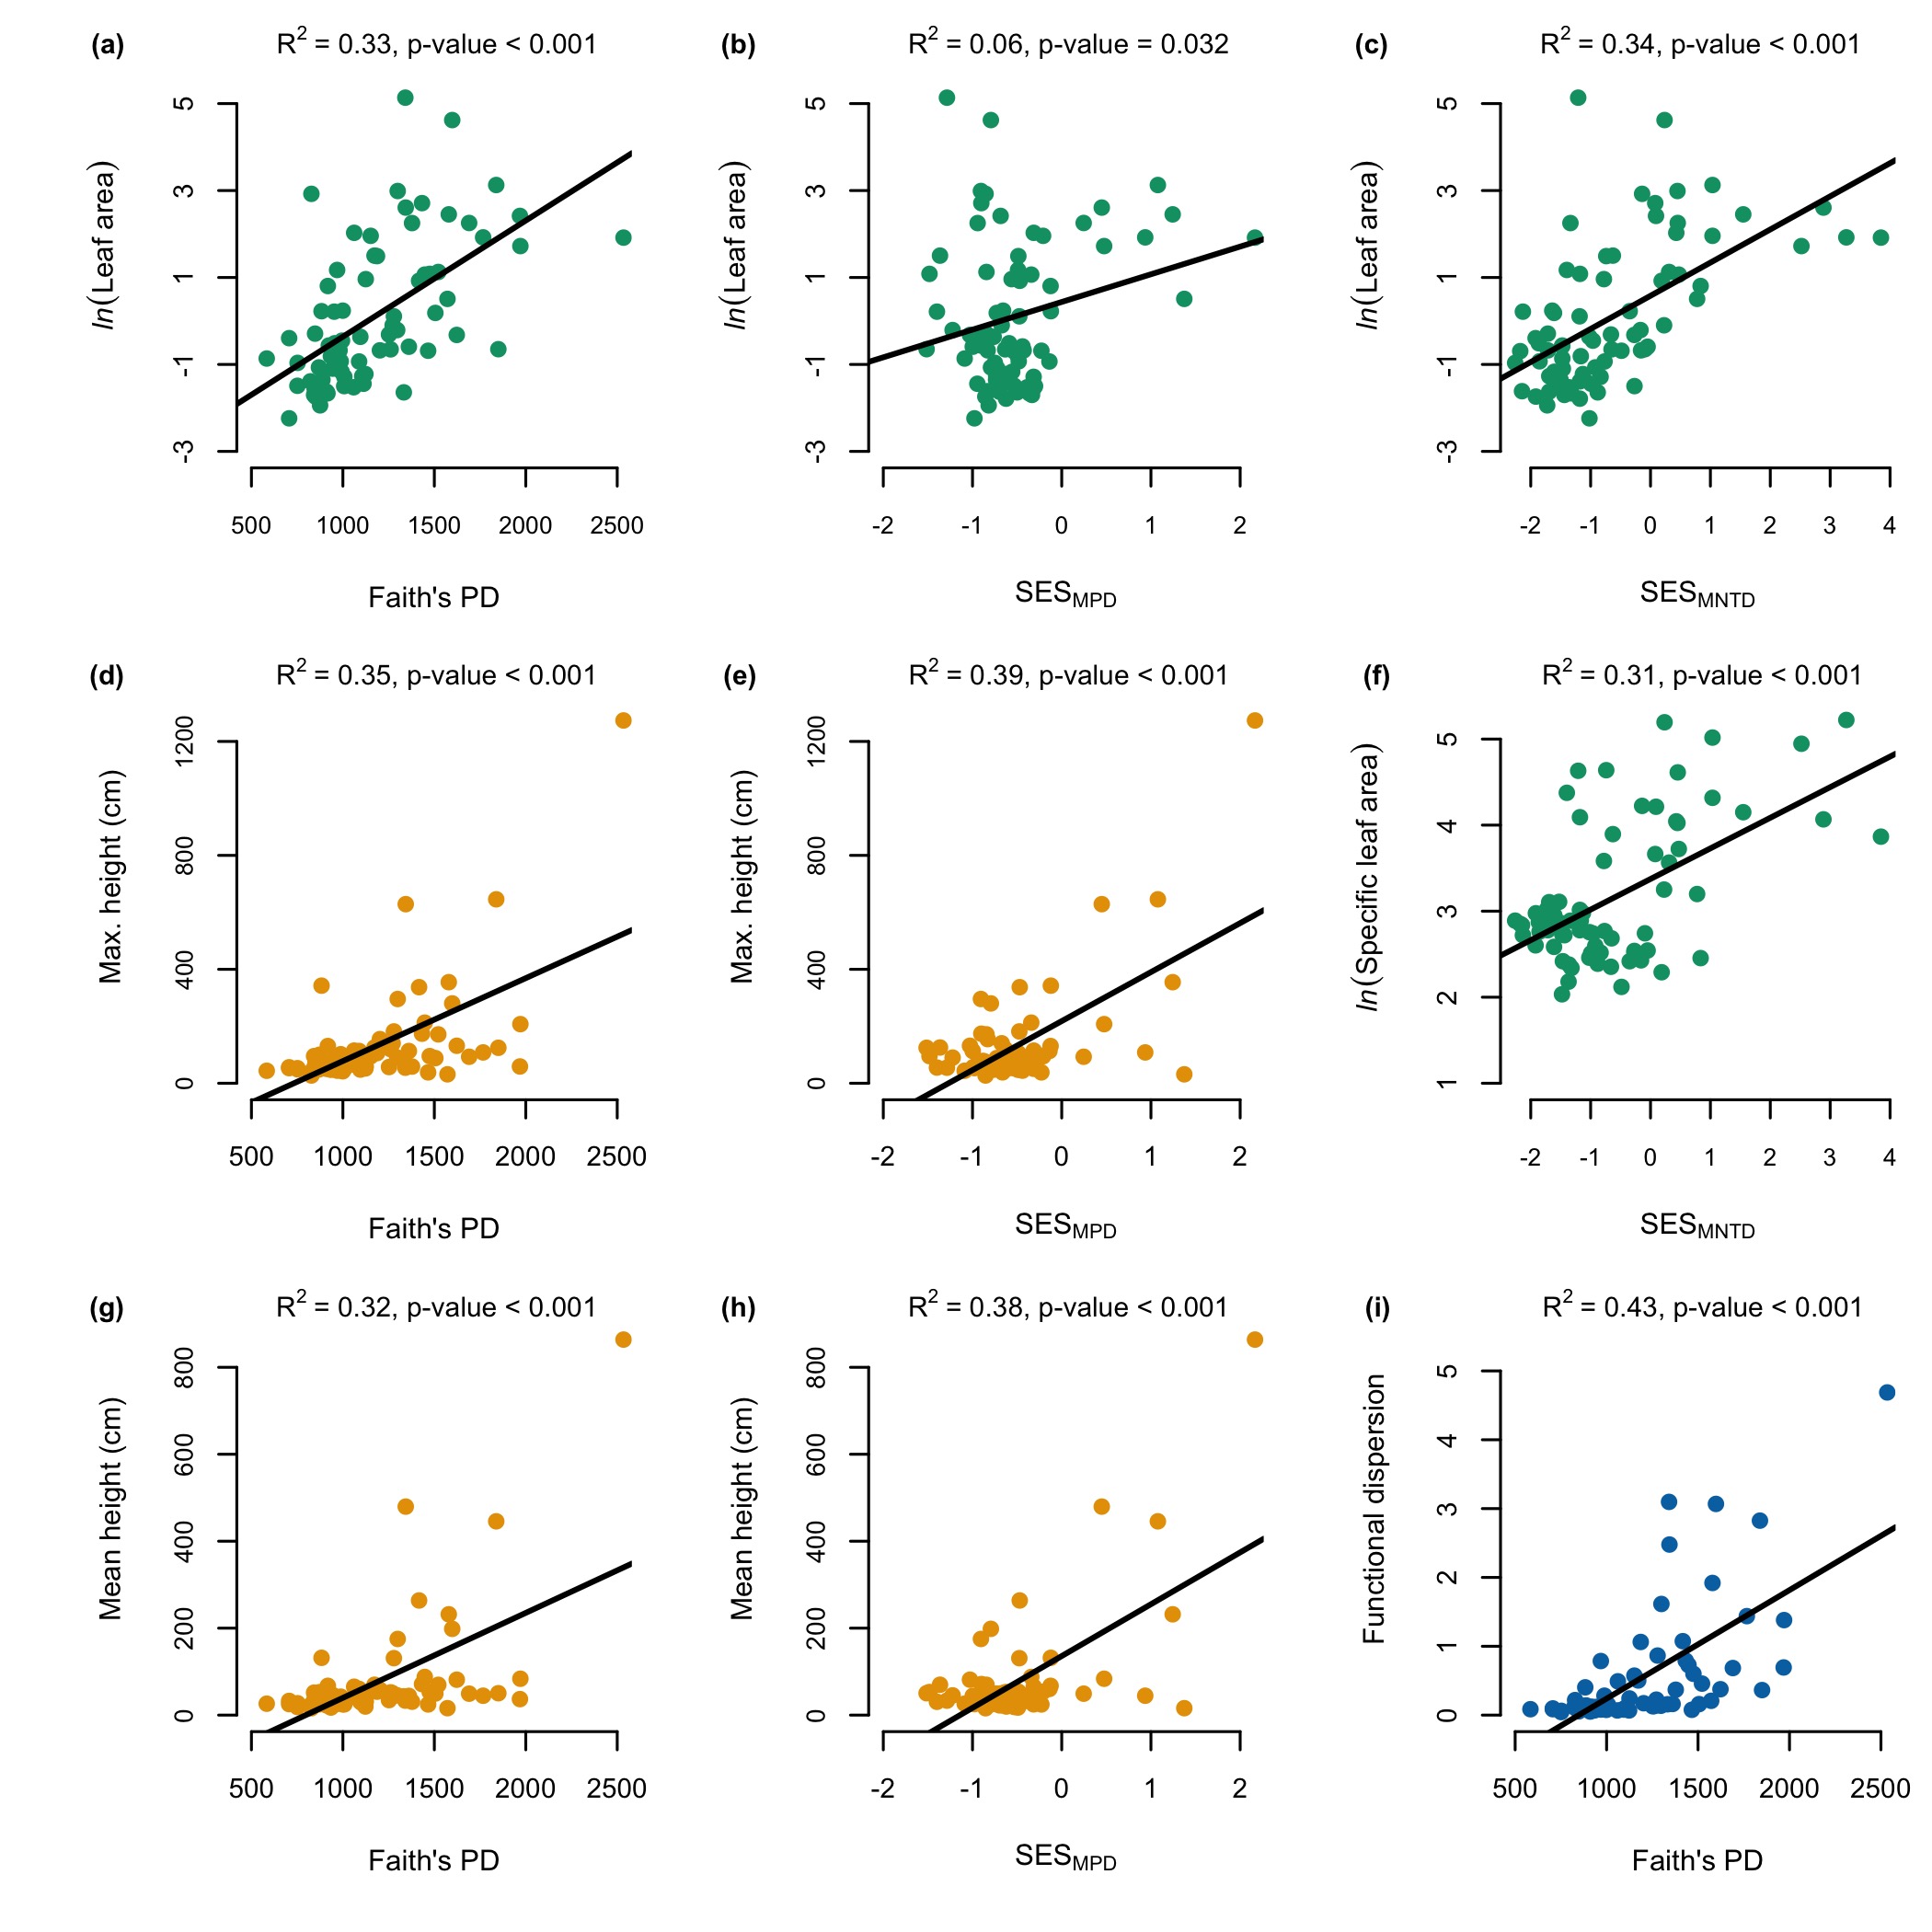 (a) R² = 0.33, p-value < 0.001
ln(Leaf area)
5
3
1
-1
-3
500 1000 1500 2000 2500
Faith's PD
(b) R² = 0.06, p-value = 0.032
ln(Leaf area)
5
3
1
-1
-3
-2 -1 0 1 2
SES_MPD
(c) R² = 0.34, p-value < 0.001
ln(Leaf area)
5
3
1
-1
-3
-2 -1 0 1 2 3 4
SES_MNTD
(d) R² = 0.35, p-value < 0.001
Max. height (cm)
1200
800
400
0
500 1000 1500 2000 2500
Faith's PD
(e) R² = 0.39, p-value < 0.001
Max. height (cm)
1200
800
400
0
-2 -1 0 1 2
SES_MPD
(f) R² = 0.31, p-value < 0.001
ln(Specific leaf area)
5
4
3
2
1
-2 -1 0 1 2 3 4
SES_MNTD
(g) R² = 0.32, p-value < 0.001
Mean height (cm)
800
600
400
200
0
500 1000 1500 2000 2500
Faith's PD
(h) R² = 0.38, p-value < 0.001
Mean height (cm)
800
600
400
200
0
-2 -1 0 1 2
SES_MPD
(i) R² = 0.43, p-value < 0.001
Functional dispersion
5
4
3
2
1
0
500 1000 1500 2000 2500
Faith's PD